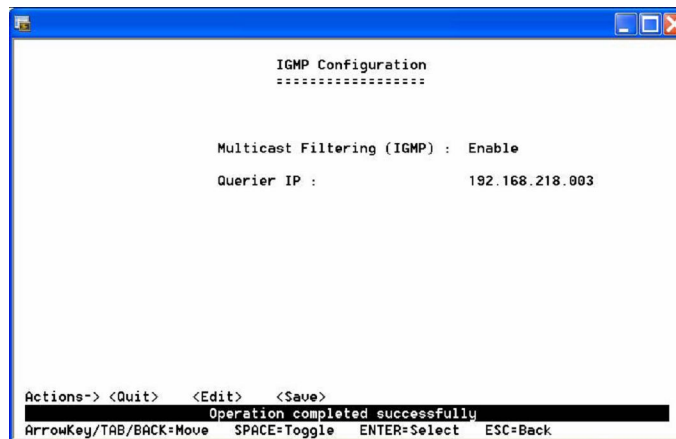 IGMP Configuration
==================
Multicast Filtering (IGMP) : Enable
Querier IP : 192.168.218.003
Actions-> <Quit> <Edit> <Save>
Operation completed successfully
ArrowKey/TAB/BACK=Move SPACE=Toggle ENTER=Select ESC=Back